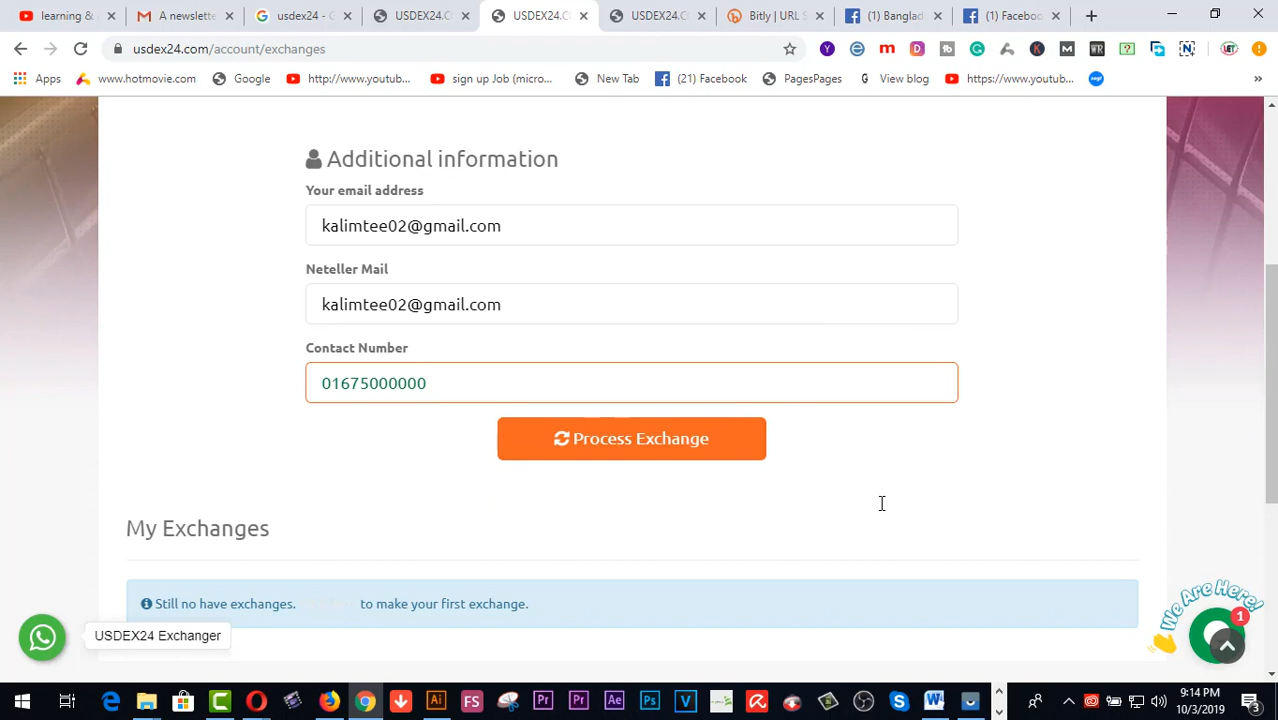 learning &
A newslette
usdex24 - G
USDEX24.C
USDEX24.C
USDEX24.C
Bitly | URL S
(1) Banglad
(1) Faceboo
usdex24.com/account/exchanges
Apps
www.hotmovie.com
Google
http://www.youtub...
sign up Job (micro...
New Tab
(21) Facebook
PagesPages
View blog
https://www.youtub...
Additional information
Your email address
kalimtee02@gmail.com
Neteller Mail
kalimtee02@gmail.com
Contact Number
01675000000
Process Exchange
My Exchanges
Still no have exchanges. to make your first exchange.
USDEX24 Exchanger
We Are Here!
1
9:14 PM
10/3/2019
3